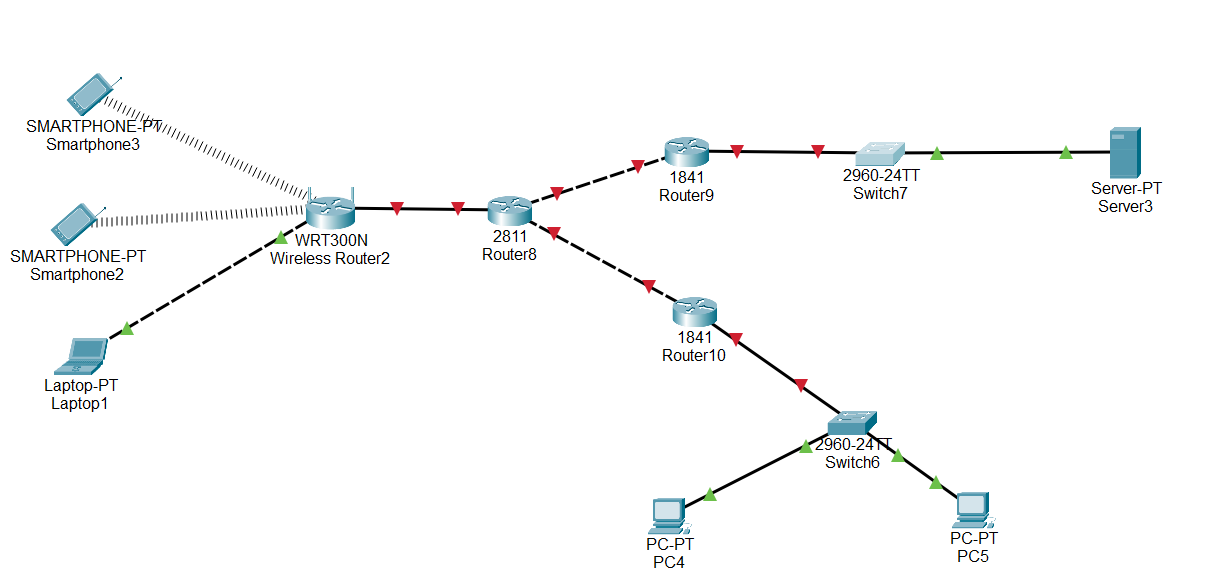 SMARTPHONE-PT
Smartphone3
1841
Router9
2960-24TT
Switch7
Server-PT
Server3
WRT300N
Wireless Router2
2811
Router8
SMARTPHONE-PT
Smartphone2
1841
Router10
Laptop-PT
Laptop1
2960-24TT
Switch6
PC-PT
PC4
PC-PT
PC5